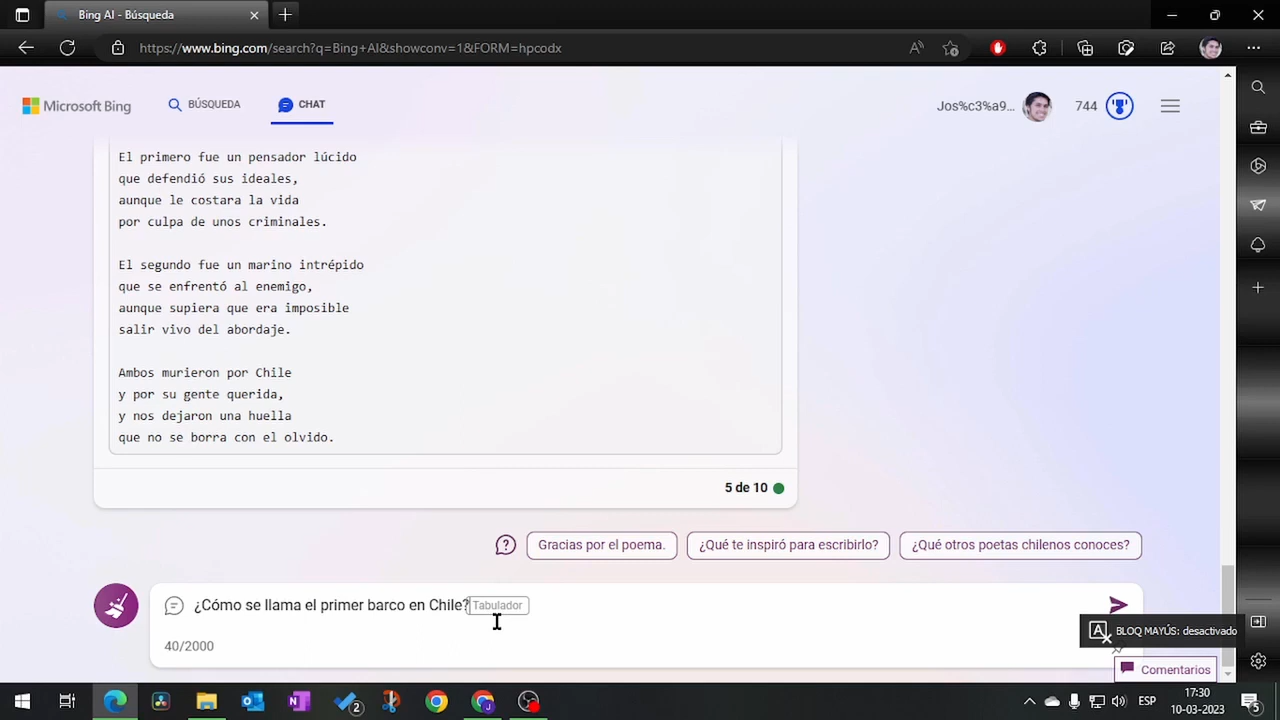 Bing AI - Búsqueda
https://www.bing.com/search?q=Bing+AI&showconv=1&FORM=hpcodx
Microsoft Bing
BÚSQUEDA
CHAT
Jos%c3%a9...
744
El primero fue un pensador lúcido
que defendió sus ideales,
aunque le costara la vida
por culpa de unos criminales.
El segundo fue un marino intrépido
que se enfrentó al enemigo,
aunque supiera que era imposible
salir vivo del abordaje.
Ambos murieron por Chile
y por su gente querida,
y nos dejaron una huella
que no se borra con el olvido.
5 de 10
Gracias por el poema.
¿Qué te inspiró para escribirlo?
¿Qué otros poetas chilenos conoces?
¿Cómo se llama el primer barco en Chile? Tabulador
BLOQ MAYÚS: desactivado
40/2000
Comentarios
2
ESP
17:30
10-03-2023
5